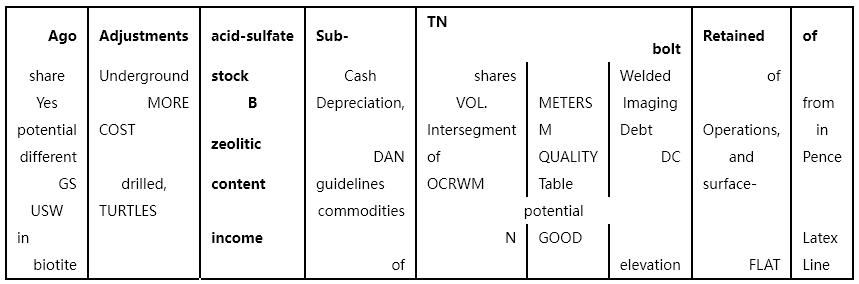 TN
Ago Adjustments acid-sulfate Sub- bolt Retained of
share Underground stock Cash shares Welded of
Yes MORE B Depreciation, VOL. METERS Imaging from
potential COST Intersegment M Debt Operations, in
zeolitic
different DAN of QUALITY DC and Pence
GS drilled, content guidelines OCRWM Table surface-
USW TURTLES commodities potential
in income N GOOD Latex
biotite of elevation FLAT Line